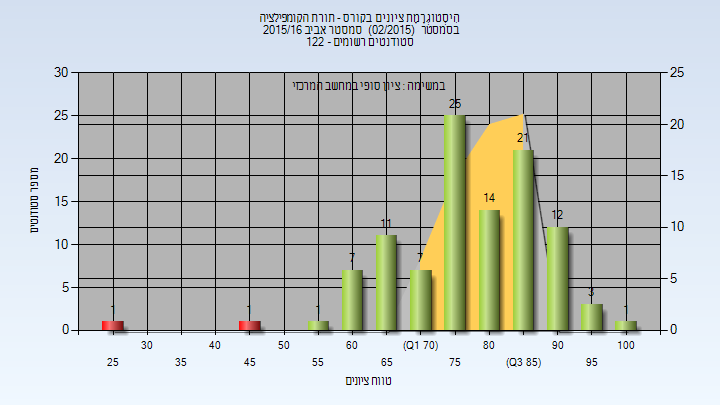 הִיסְטוֹגְרָמַת ציונים בקורס - תורת הקומפילציה
בסמסטר (02/2015) סמסטר אביב 2015/16
סטודנטים רשומים - 122
במשימה : ציון סופי במחשב המרכזי
מספר סטודנטים
30 25 20 15 10 5 0
25 20 15 10 5 0
1 1 1 7 11 7 25 14 21 12 3 1
30 40 50 60 (Q1 70) 80 90 100
25 35 45 55 65 75 (Q3 85) 95
טווח ציונים